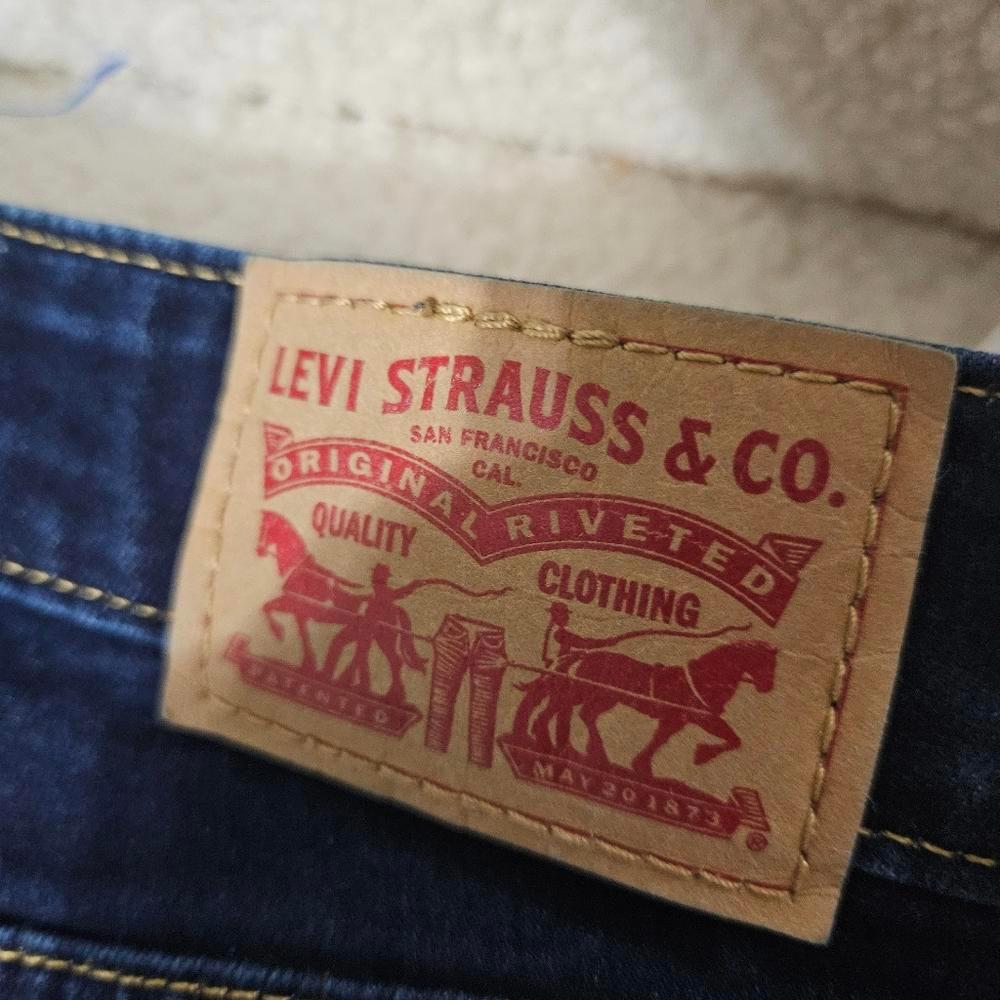 LEVI STRAUSS & CO.
SAN FRANCISCO
CAL.
ORIGINAL RIVETED
QUALITY
CLOTHING
PATENTED
MAY 20 1873
®